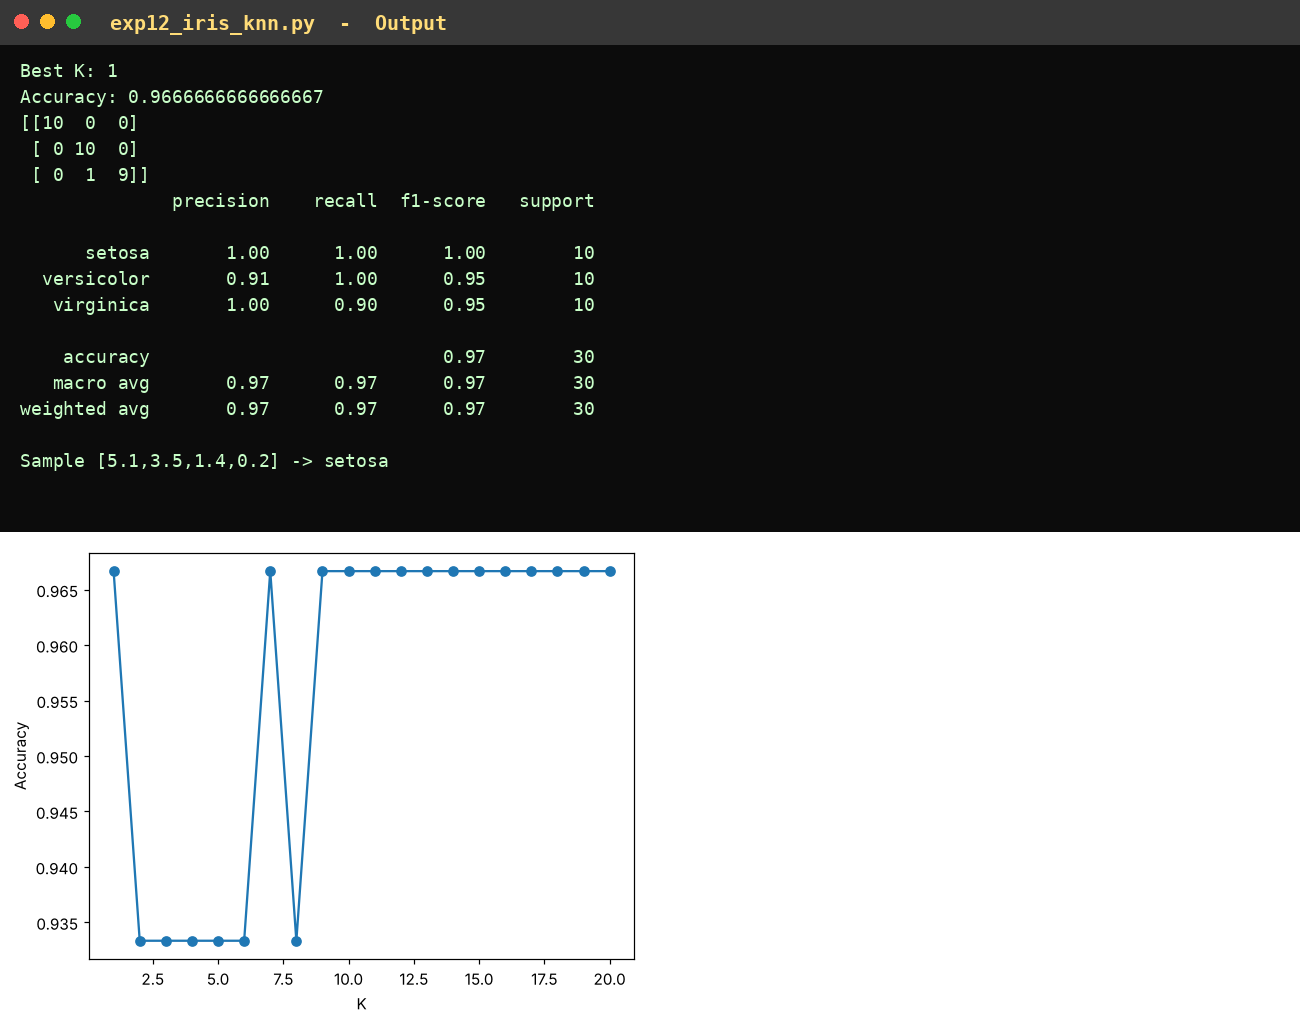 exp12_iris_knn.py  -  Output
Best K: 1
Accuracy: 0.9666666666666667
[[10  0  0]
 [ 0 10  0]
 [ 0  1  9]]
              precision    recall  f1-score   support

      setosa       1.00      1.00      1.00        10
  versicolor       0.91      1.00      0.95        10
   virginica       1.00      0.90      0.95        10

    accuracy                           0.97        30
   macro avg       0.97      0.97      0.97        30
weighted avg       0.97      0.97      0.97        30

Sample [5.1,3.5,1.4,0.2] -> setosa
0.965
0.960
0.955
0.950
0.945
0.940
0.935
Accuracy
2.5 5.0 7.5 10.0 12.5 15.0 17.5 20.0
K